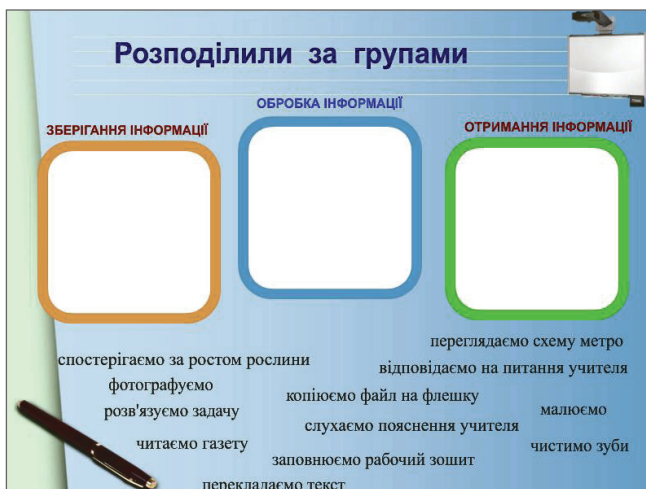 Розподілили за групами
ОБРОБКА ІНФОРМАЦІЇ
ЗБЕРІГАННЯ ІНФОРМАЦІЇ
ОТРИМАННЯ ІНФОРМАЦІЇ
переглядаємо схему метро
спостерігаємо за ростом рослини
відповідаємо на питання учителя
фотографуємо
копіюємо файл на флешку
розв'язуємо задачу
малюємо
слухаємо пояснення учителя
читаємо газету
чистимо зуби
заповнюємо рабочий зошит
перекладаємо текст